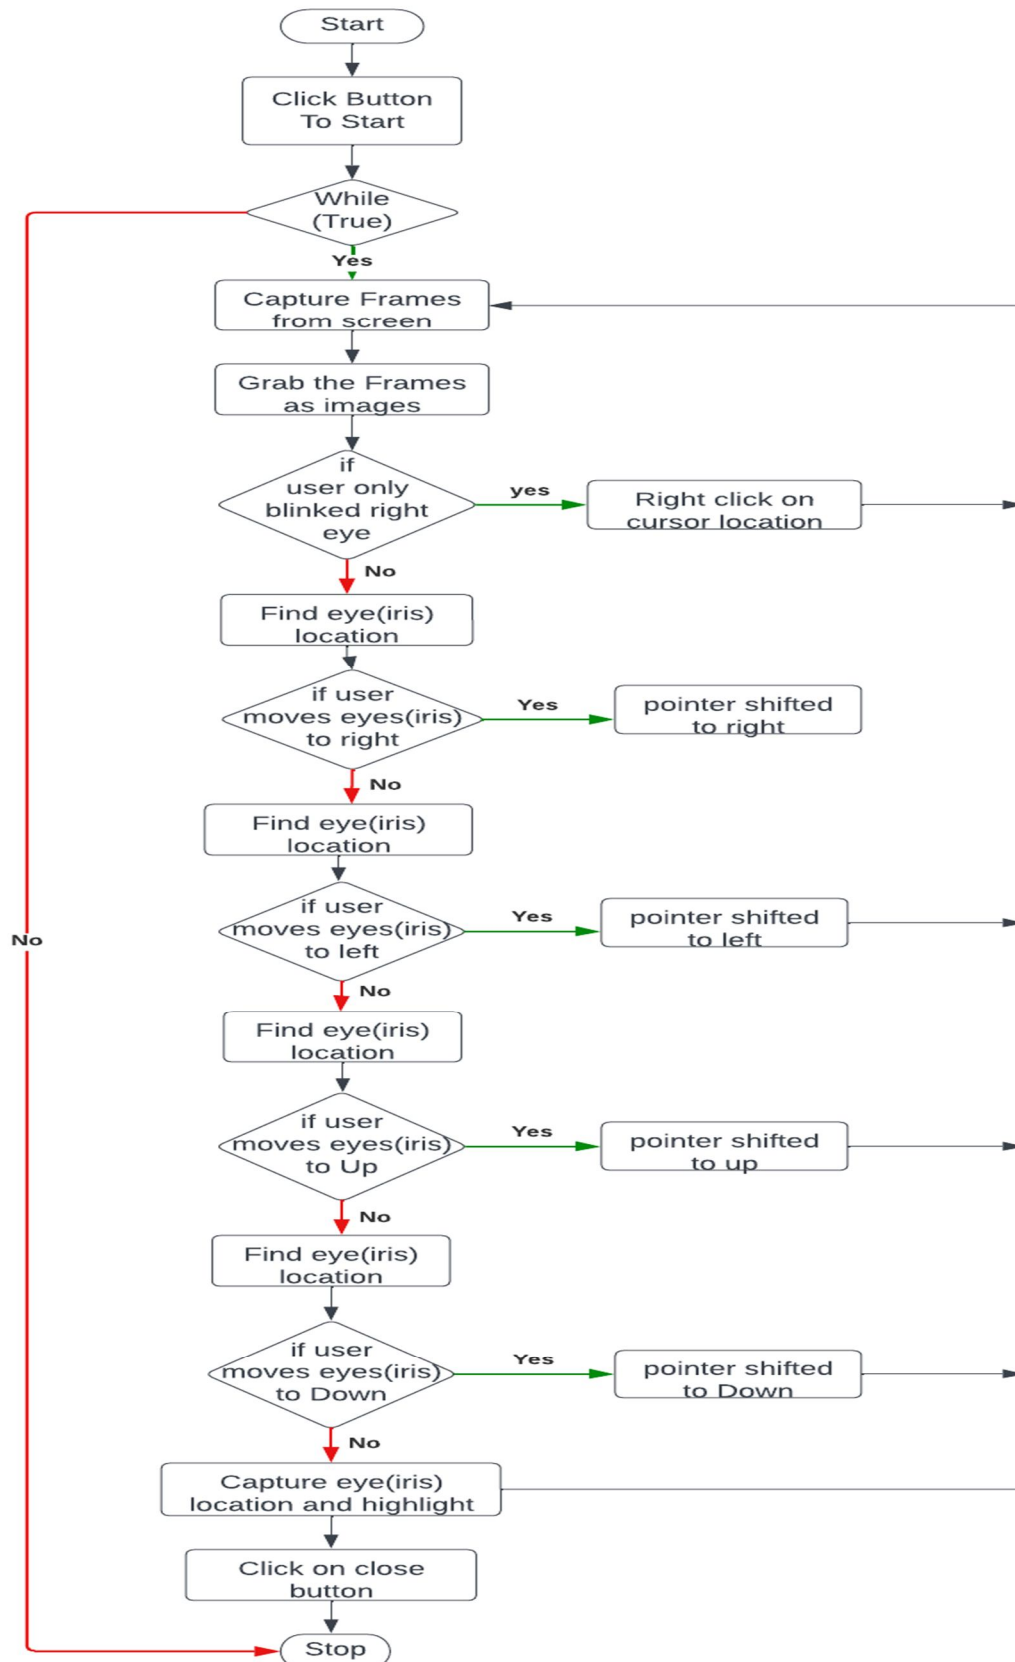 Start
Click Button
To Start
While
(True)
Yes
Capture Frames
from screen
Grab the Frames
as images
if
user only
blinked right
eye
yes
Right click on
cursor location
No
Find eye(iris)
location
if user
moves eyes(iris)
to right
Yes
pointer shifted
to right
No
Find eye(iris)
location
if user
moves eyes(iris)
to left
Yes
pointer shifted
to left
No
No
Find eye(iris)
location
if user
moves eyes(iris)
to Up
Yes
pointer shifted
to up
No
Find eye(iris)
location
if user
moves eyes(iris)
to Down
Yes
pointer shifted
to Down
No
Capture eye(iris)
location and highlight
Click on close
button
Stop